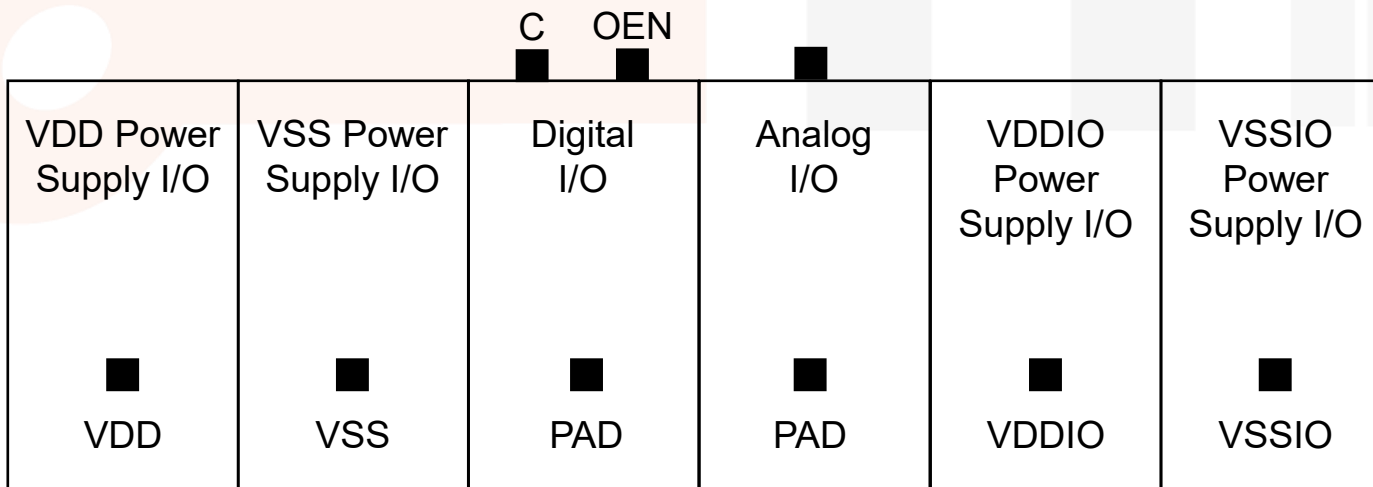 C OEN
VDD Power
Supply I/O
VSS Power
Supply I/O
Digital
I/O
Analog
I/O
VDDIO
Power
Supply I/O
VSSIO
Power
Supply I/O
VDD
VSS
PAD
PAD
VDDIO
VSSIO